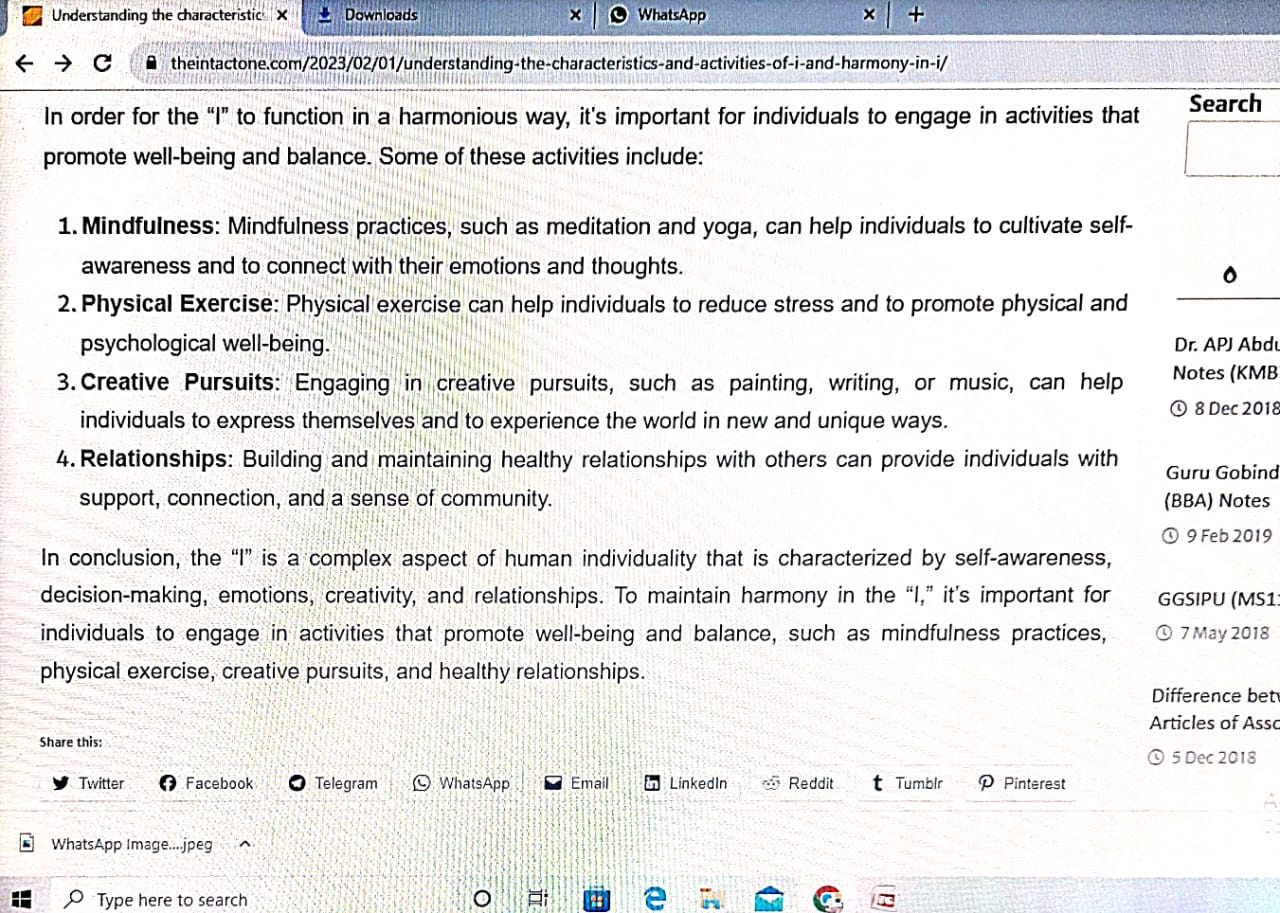 Understanding the characteristic
Downloads
WhatsApp
theintactone.com/2023/02/01/understanding-the-characteristics-and-activities-of-i-and-harmony-in-i/
In order for the “I” to function in a harmonious way, it's important for individuals to engage in activities that
promote well-being and balance. Some of these activities include:
1. Mindfulness: Mindfulness practices, such as meditation and yoga, can help individuals to cultivate self-
awareness and to connect with their emotions and thoughts.
2. Physical Exercise: Physical exercise can help individuals to reduce stress and to promote physical and
psychological well-being.
3. Creative Pursuits: Engaging in creative pursuits, such as painting, writing, or music, can help
individuals to express themselves and to experience the world in new and unique ways.
4. Relationships: Building and maintaining healthy relationships with others can provide individuals with
support, connection, and a sense of community.
In conclusion, the “I” is a complex aspect of human individuality that is characterized by self-awareness,
decision-making, emotions, creativity, and relationships. To maintain harmony in the “I,” it's important for
individuals to engage in activities that promote well-being and balance, such as mindfulness practices,
physical exercise, creative pursuits, and healthy relationships.
Share this:
Twitter Facebook Telegram WhatsApp Email LinkedIn Reddit Tumblr Pinterest
Search
Dr. APJ Abdu
Notes (KMB
8 Dec 2018
Guru Gobind
(BBA) Notes
9 Feb 2019
GGSIPU (MS1
7 May 2018
Difference bet
Articles of Asso
5 Dec 2018
WhatsApp Image....jpeg
Type here to search